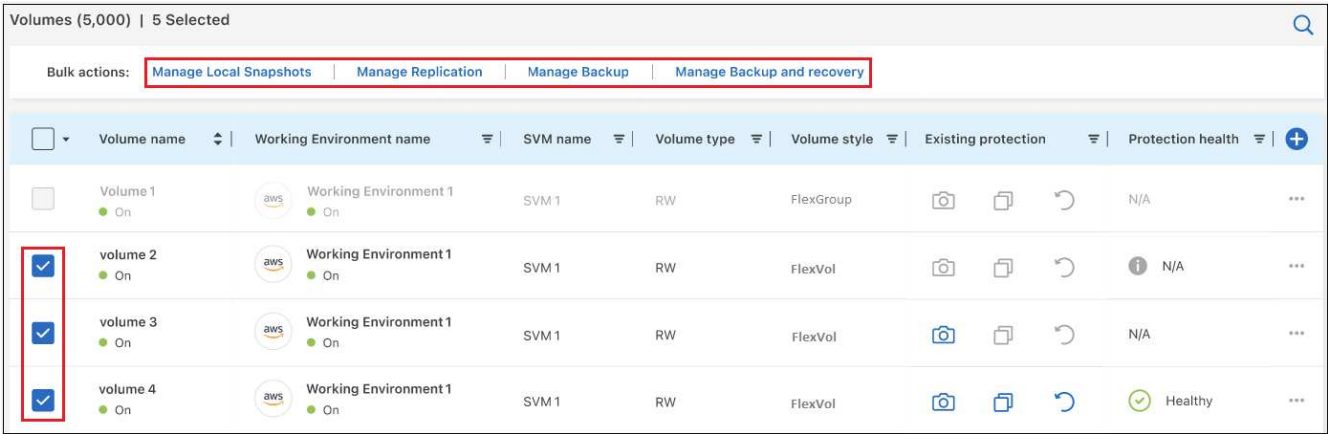 Volumes (5,000) | 5 Selected
Bulk actions: Manage Local Snapshots | Manage Replication | Manage Backup | Manage Backup and recovery
Volume name Working Environment name SVM name Volume type Volume style Existing protection Protection health
Volume 1 aws Working Environment 1 SVM 1 RW FlexGroup N/A
On On
volume 2 aws Working Environment 1 SVM 1 RW FlexVol N/A
On On
volume 3 aws Working Environment 1 SVM 1 RW FlexVol N/A
On On
volume 4 aws Working Environment 1 SVM 1 RW FlexVol Healthy
On On